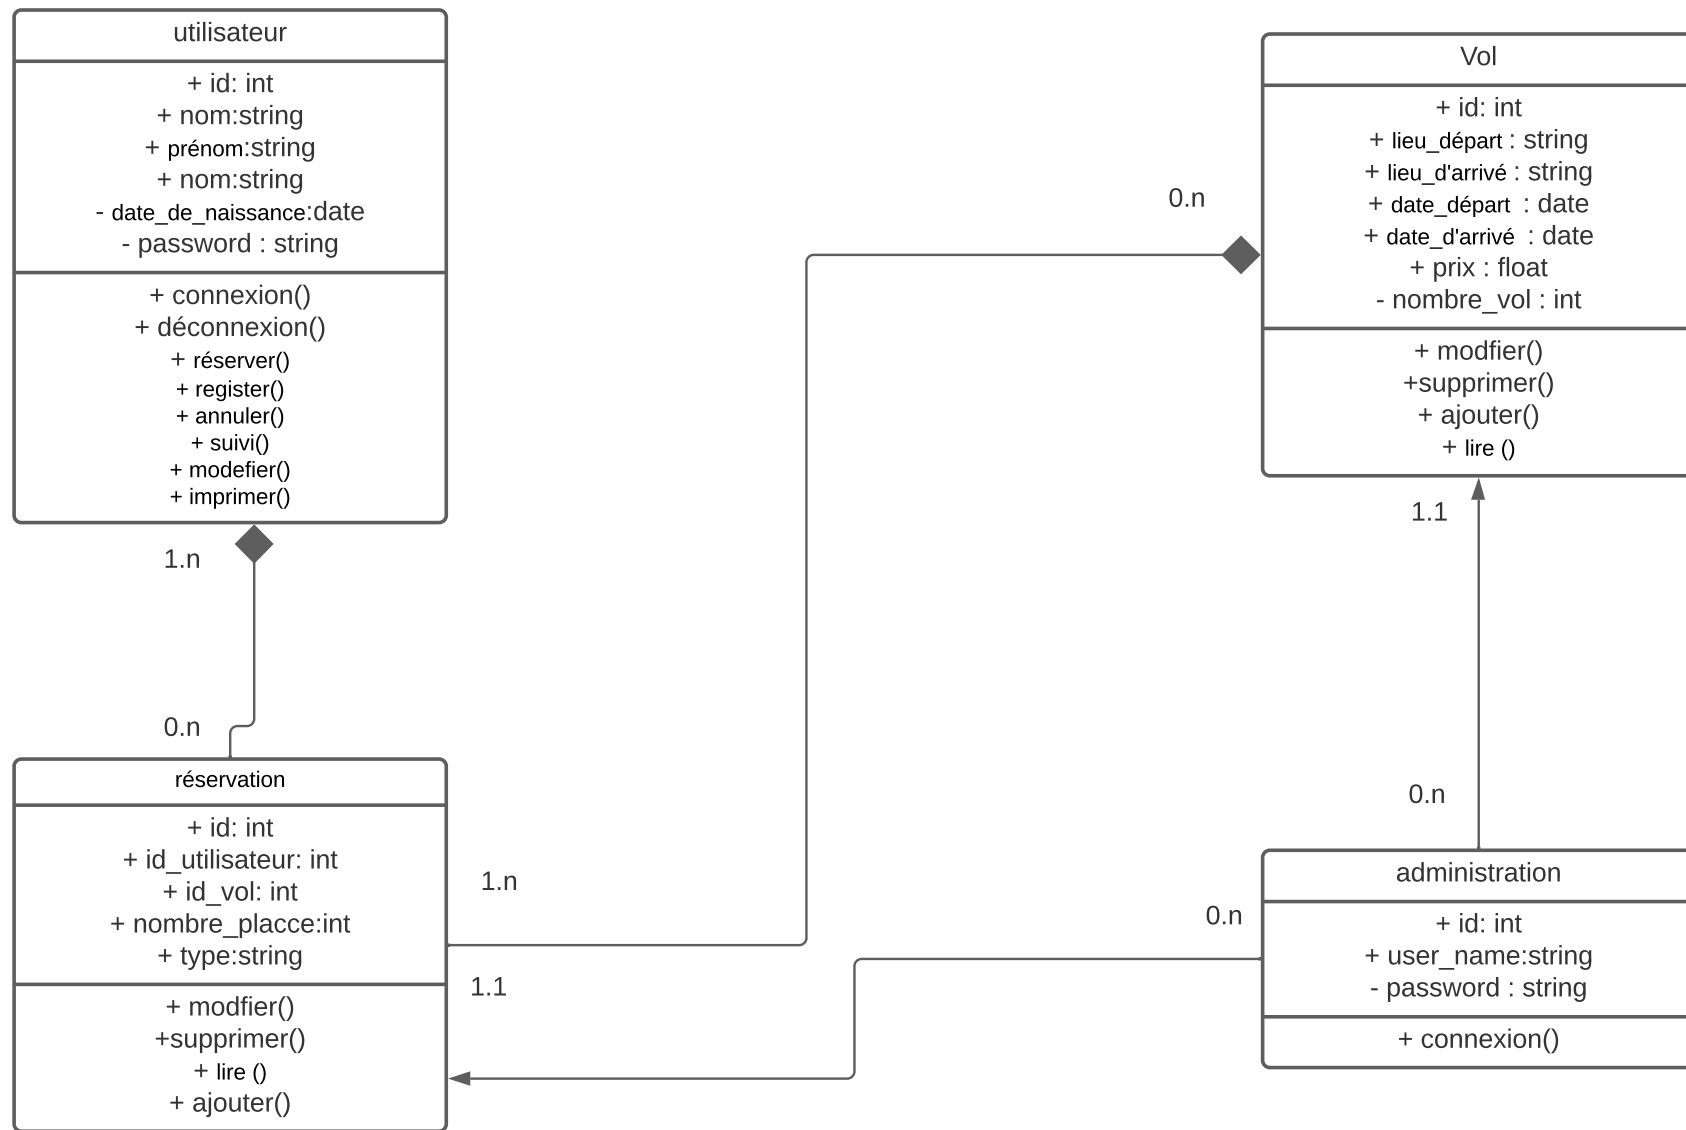 utilisateur
+ id: int
+ nom:string
+ prénom:string
+ nom:string
- date_de_naissance:date
- password : string
+ connexion()
+ déconnexion()
+ réserver()
+ register()
+ annuler()
+ suivi()
+ modefier()
+ imprimer()
1.n
0.n
réservation
+ id: int
+ id_utilisateur: int
+ id_vol: int
+ nombre_placce:int
+ type:string
+ modfier()
+supprimer()
+ lire ()
+ ajouter()
1.n
1.1
0.n
Vol
+ id: int
+ lieu_départ : string
+ lieu_d'arrivé : string
+ date_départ : date
+ date_d'arrivé : date
+ prix : float
- nombre_vol : int
+ modfier()
+supprimer()
+ ajouter()
+ lire ()
1.1
0.n
0.n
administration
+ id: int
+ user_name:string
- password : string
+ connexion()